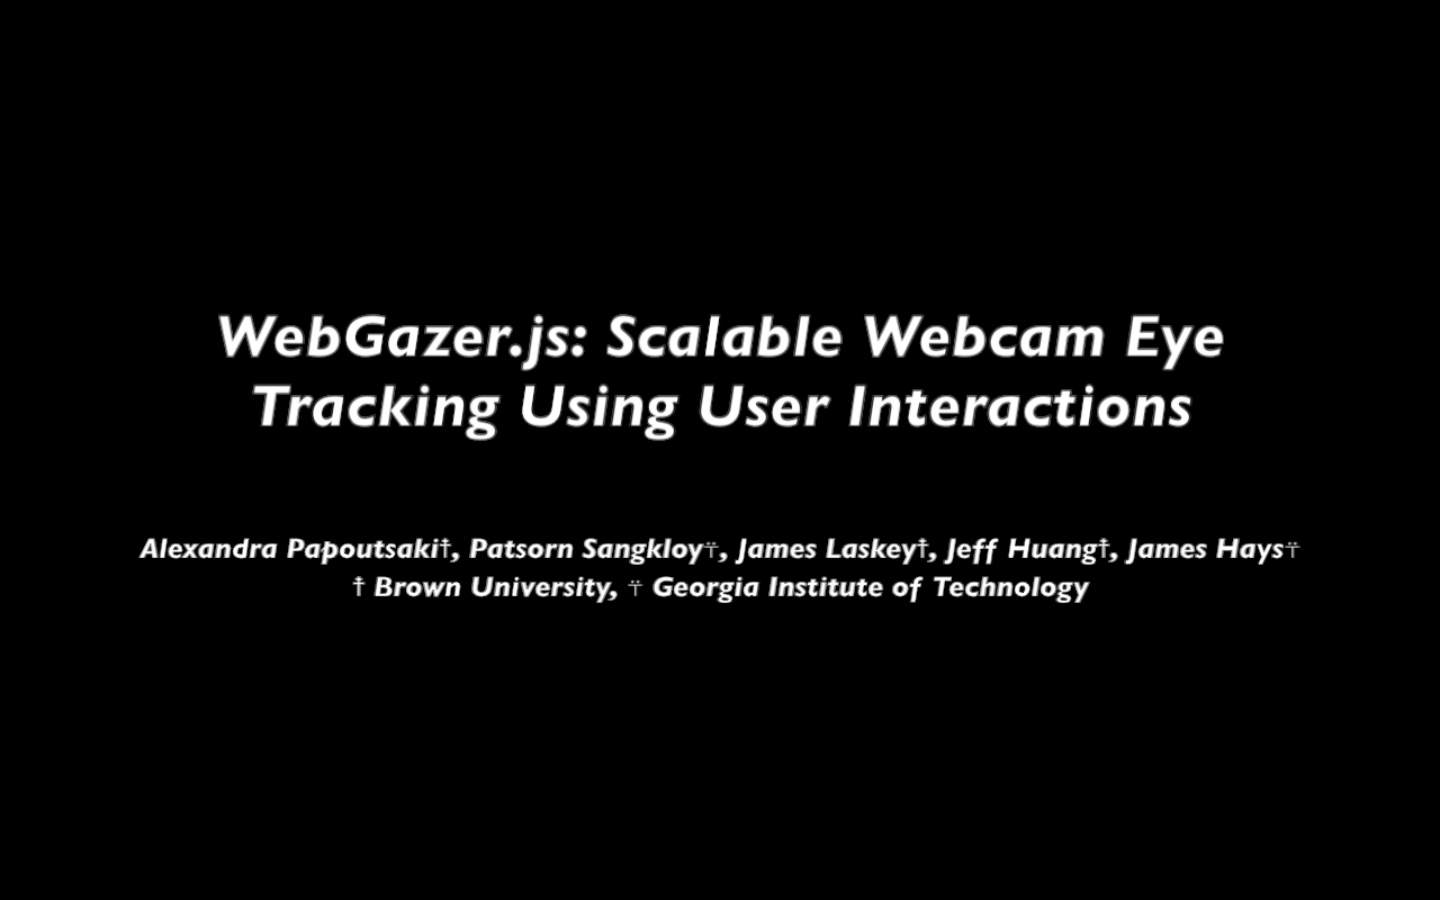 WebGazer.js: Scalable Webcam Eye
Tracking Using User Interactions
Alexandra Papoutsaki†, Patsorn Sangkloy⸚, James Laskey†, Jeff Huang†, James Hays⸚
† Brown University, ⸚ Georgia Institute of Technology